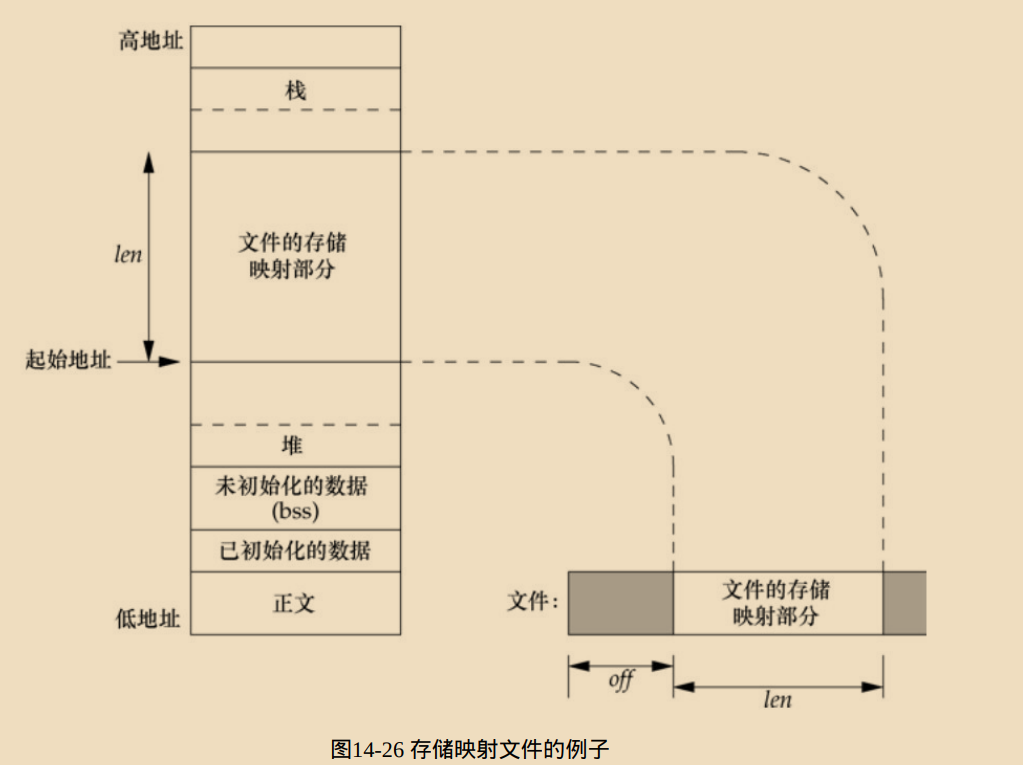 高地址
栈
len
文件的存储
映射部分
起始地址
堆
未初始化的数据
(bss)
已初始化的数据
正文
低地址
文件:
文件的存储
映射部分
off
len
图14-26 存储映射文件的例子